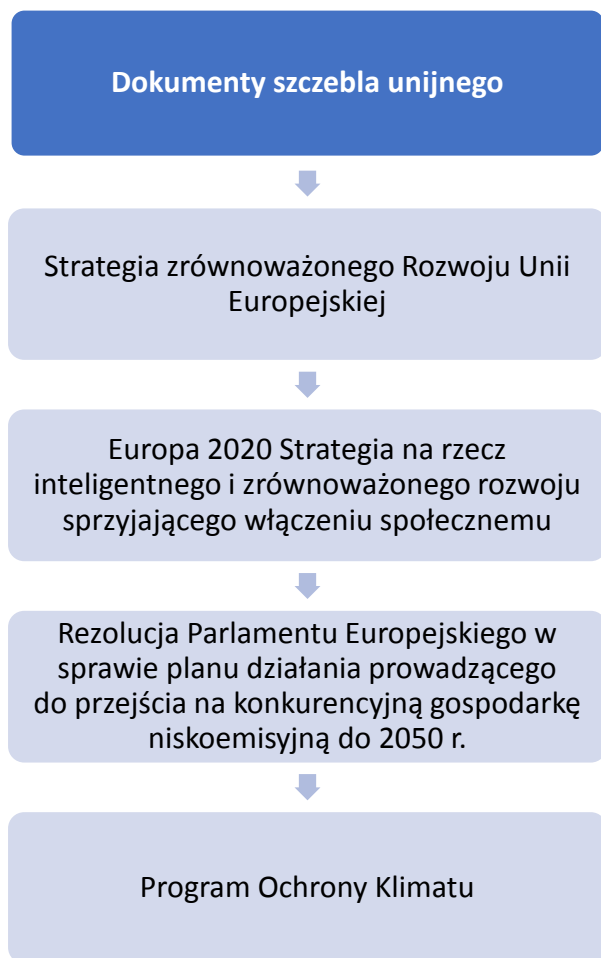 Dokumenty szczebla unijnego
Strategia zrównoważonego Rozwoju Unii
Europejskiej
Europa 2020 Strategia na rzecz
inteligentnego i zrównoważonego rozwoju
sprzyjającego włączeniu społecznemu
Rezolucja Parlamentu Europejskiego w
sprawie planu działania prowadzącego
do przejścia na konkurencyjną gospodarkę
niskoemisyjną do 2050 r.
Program Ochrony Klimatu